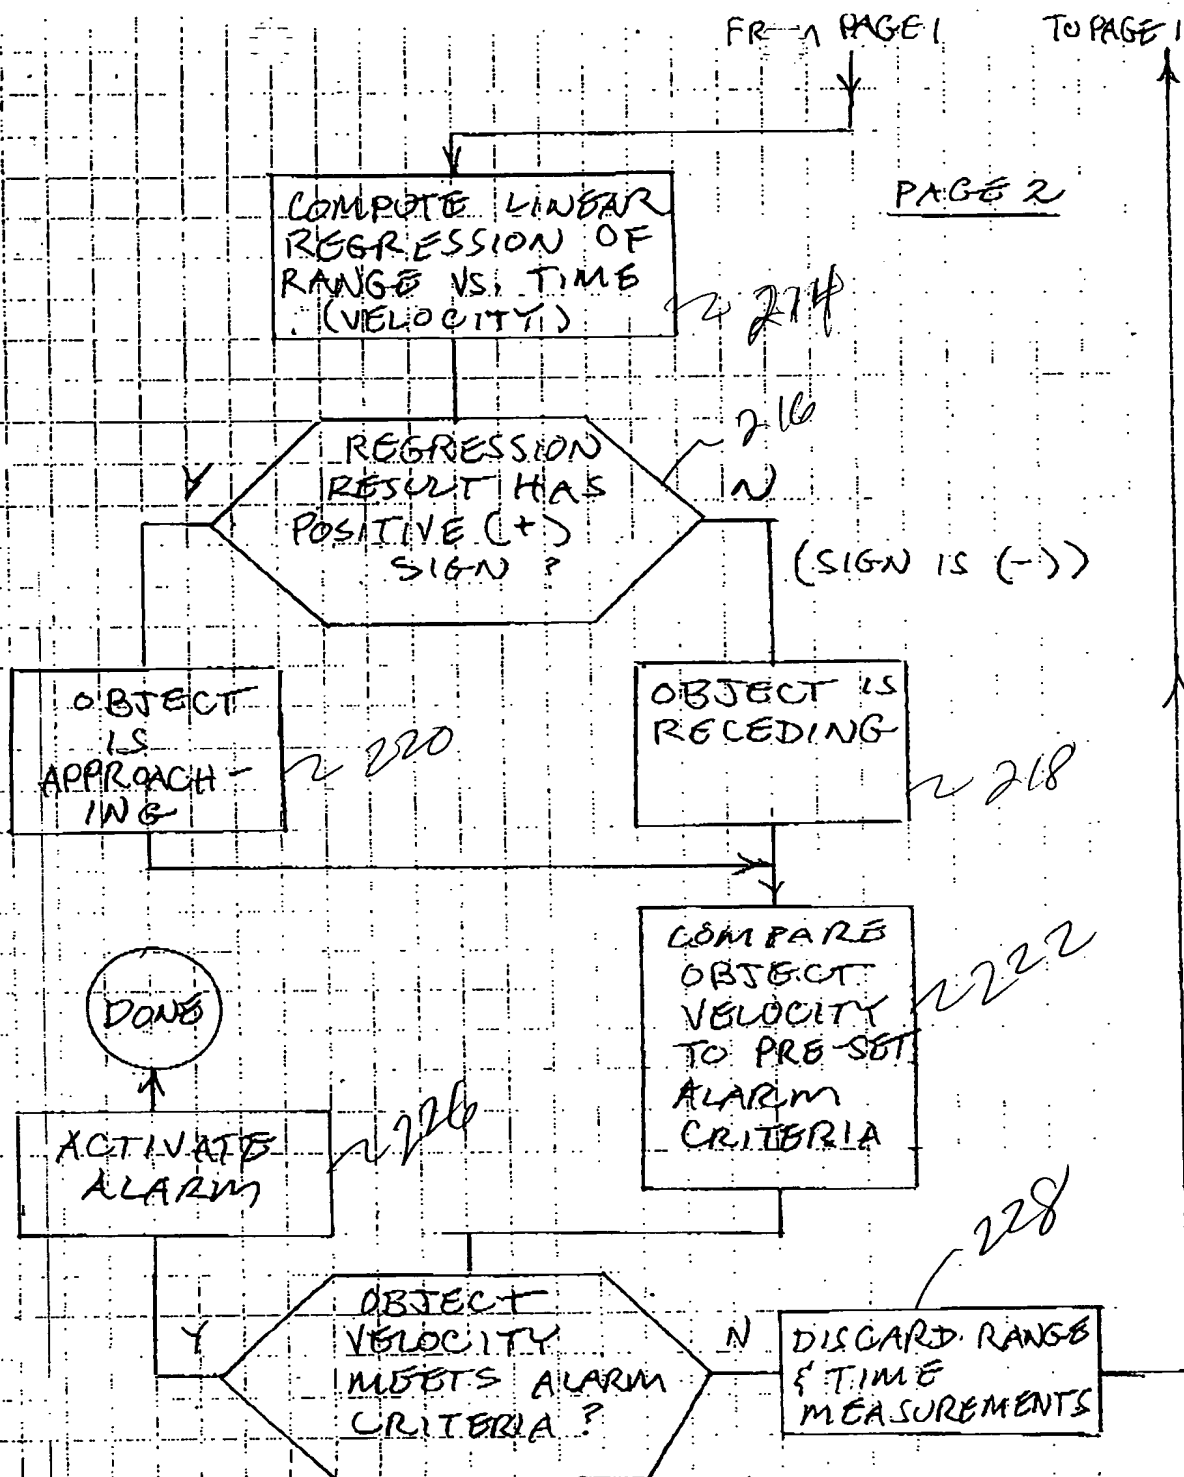 PAGE 1
TO PAGE 1
PAGE 2
COMPUTE LINEAR
REGRESSION OF
RANGE VS. TIME
(VELOCITY)
214
216
REGRESSION
RESULT HAS
POSITIVE (+)
SIGN ?
Y
N
(SIGN IS (-))
OBJECT
IS
APPROACH-
ING
220
OBJECT IS
RECEDING
218
COMPARE
OBJECT
VELOCITY
TO PRE-SET
ALARM
CRITERIA
222
DONE
ACTIVATE
ALARM
226
228
Y
OBJECT
VELOCITY
MEETS ALARM
CRITERIA ?
N
DISCARD RANGE
& TIME
MEASUREMENTS